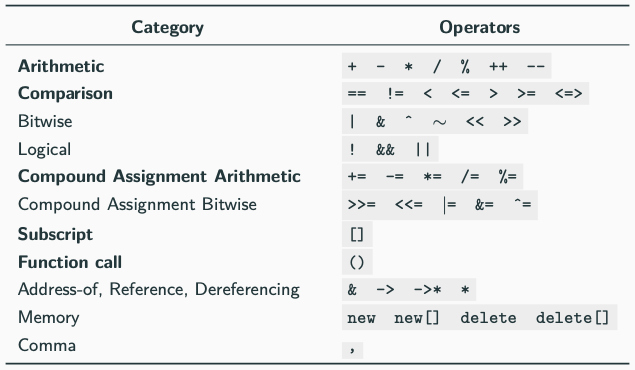 Category Operators
Arithmetic + - * / % ++ --
Comparison == != < <= > >= <=>
Bitwise | & ^ ~ << >>
Logical ! && ||
Compound Assignment Arithmetic += -= *= /= %=
Compound Assignment Bitwise >>= <<= |= &= ^=
Subscript []
Function call ()
Address-of, Reference, Dereferencing & -> ->* *
Memory new new[] delete delete[]
Comma ,